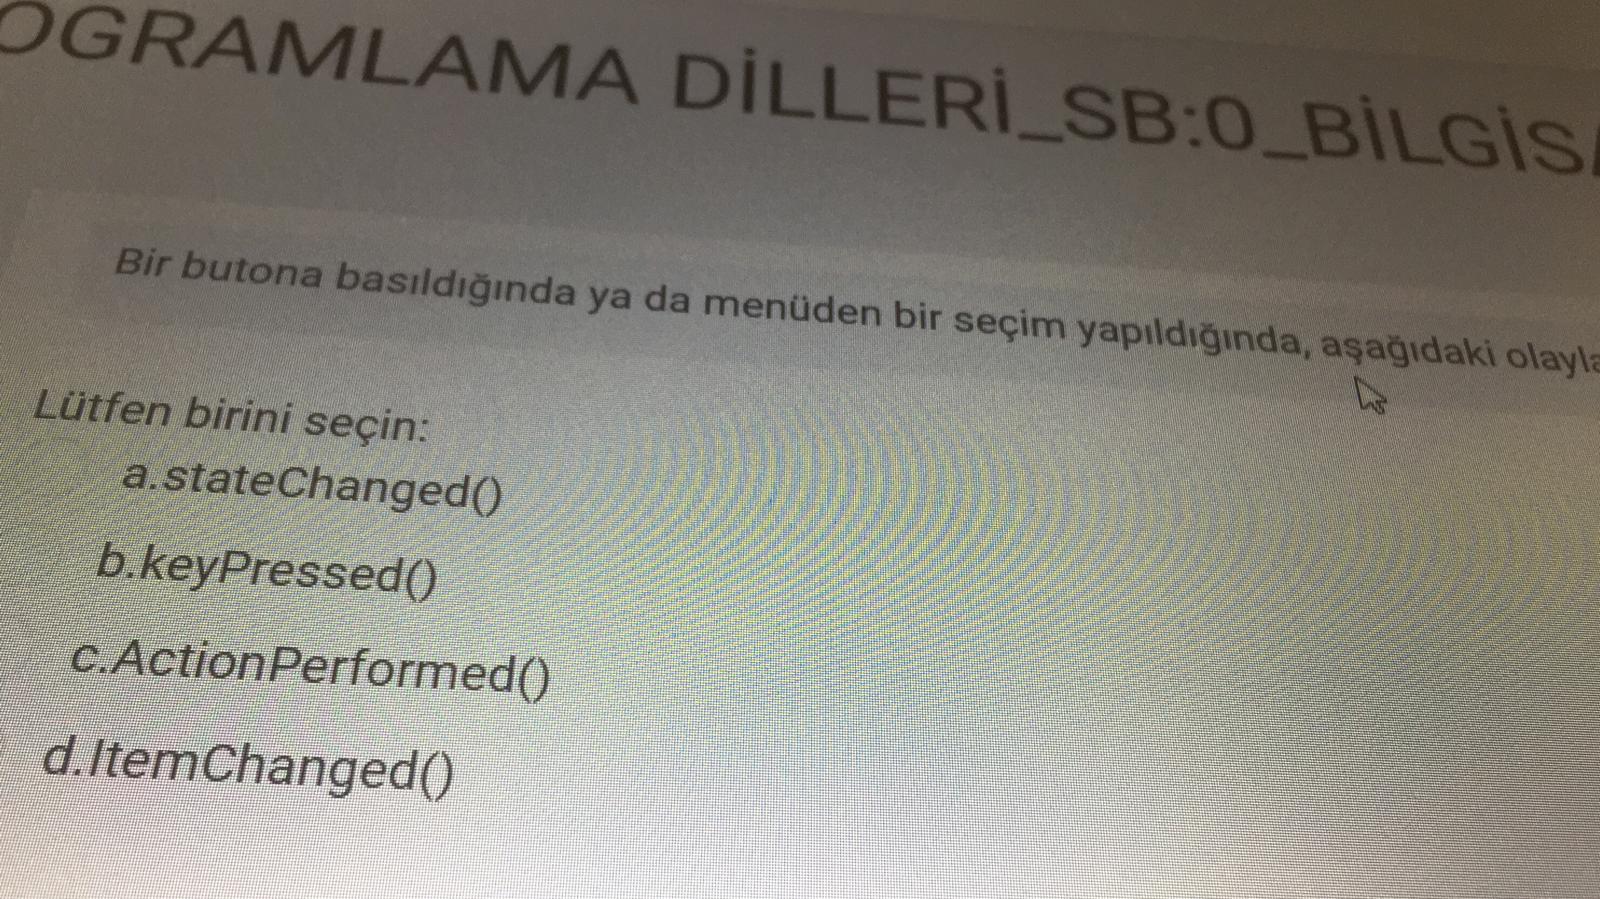 OGRAMLAMA DİLLERİ_SB:0_BİLGİS
Bir butona basıldığında ya da menüden bir seçim yapıldığında, aşağıdaki olayla
Lütfen birini seçin:
a.stateChanged()
b.keyPressed()
c.ActionPerformed()
d.ItemChanged()